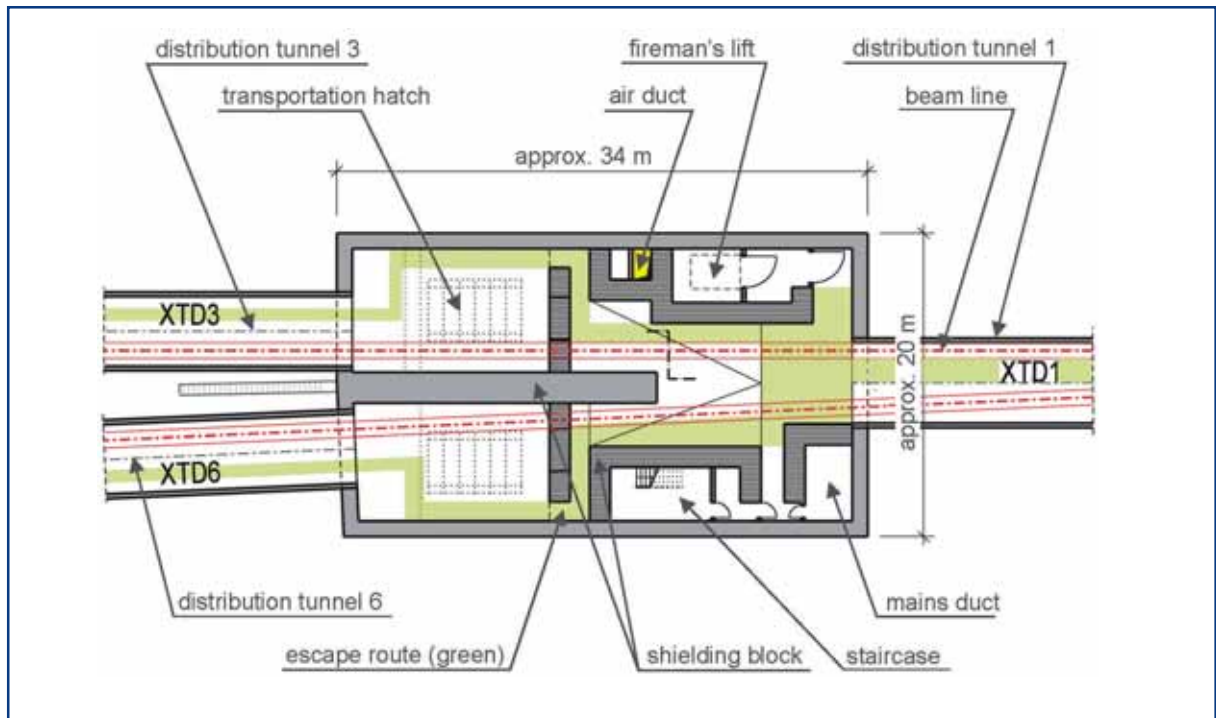 distribution tunnel 3
fireman's lift
distribution tunnel 1
transportation hatch
air duct
beam line
approx. 34 m
XTD3
XTD1
approx. 20 m
XTD6
distribution tunnel 6
mains duct
escape route (green)
shielding block
staircase